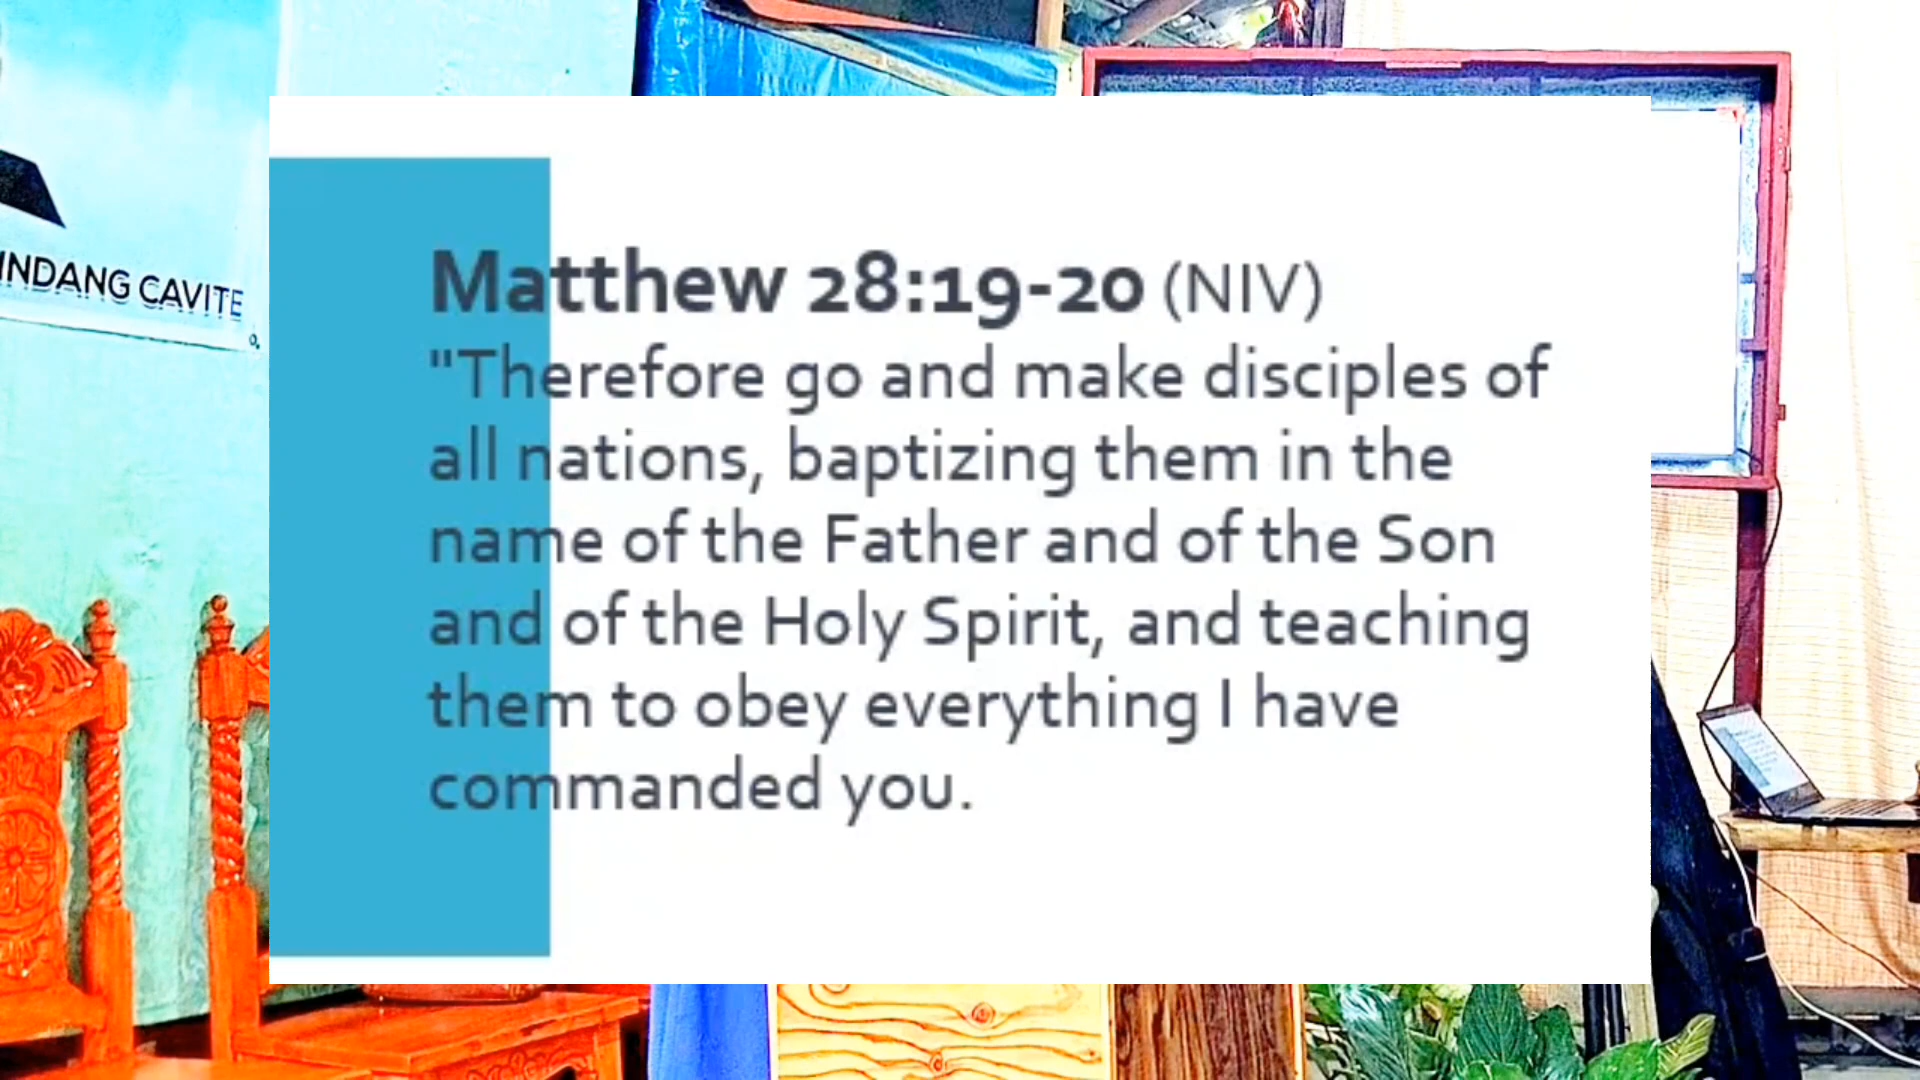 INDANG CAVITE
Matthew 28:19-20 (NIV)
"Therefore go and make disciples of
all nations, baptizing them in the
name of the Father and of the Son
and of the Holy Spirit, and teaching
them to obey everything I have
commanded you.